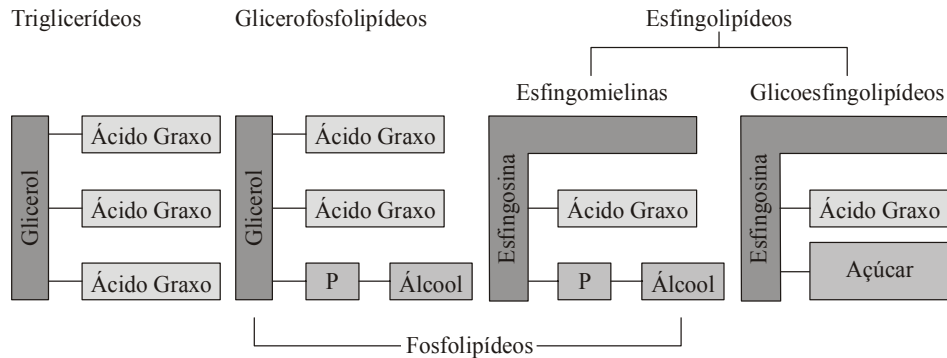 Triglicerídeos
Glicerofosfolipídeos
Esfingolipídeos
Esfingomielinas
Glicoesfingolipídeos
Glicerol
Ácido Graxo
Ácido Graxo
Ácido Graxo
Glicerol
Ácido Graxo
Ácido Graxo
P
Álcool
Esfingosina
Ácido Graxo
P
Álcool
Esfingosina
Ácido Graxo
Açúcar
Fosfolipídeos